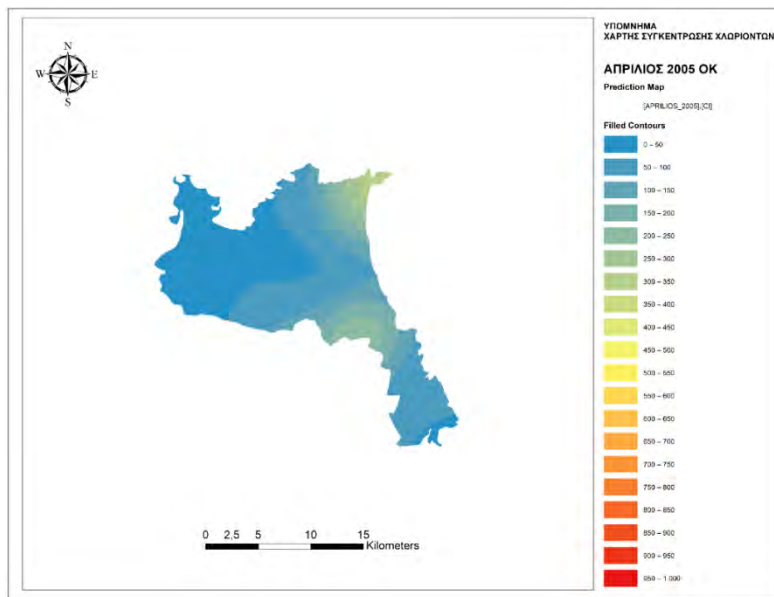 N
W E
S
0 2,5 5 10 15
Kilometers
ΥΠΟΜΝΗΜΑ
ΧΑΡΤΗΣ ΣΥΓΚΕΝΤΡΩΣΗΣ ΧΛΩΡΙΟΝΤΩΝ
ΑΠΡΙΛΙΟΣ 2005 OK
Prediction Map
[APRILIOS_2005].[Cl]
Filled Contours
0 – 50
50 – 100
100 – 150
150 – 200
200 – 250
250 – 300
300 – 350
350 – 400
400 – 450
450 – 500
500 – 550
550 – 600
600 – 650
650 – 700
700 – 750
750 – 800
800 – 850
850 – 900
900 – 950
950 – 1 000